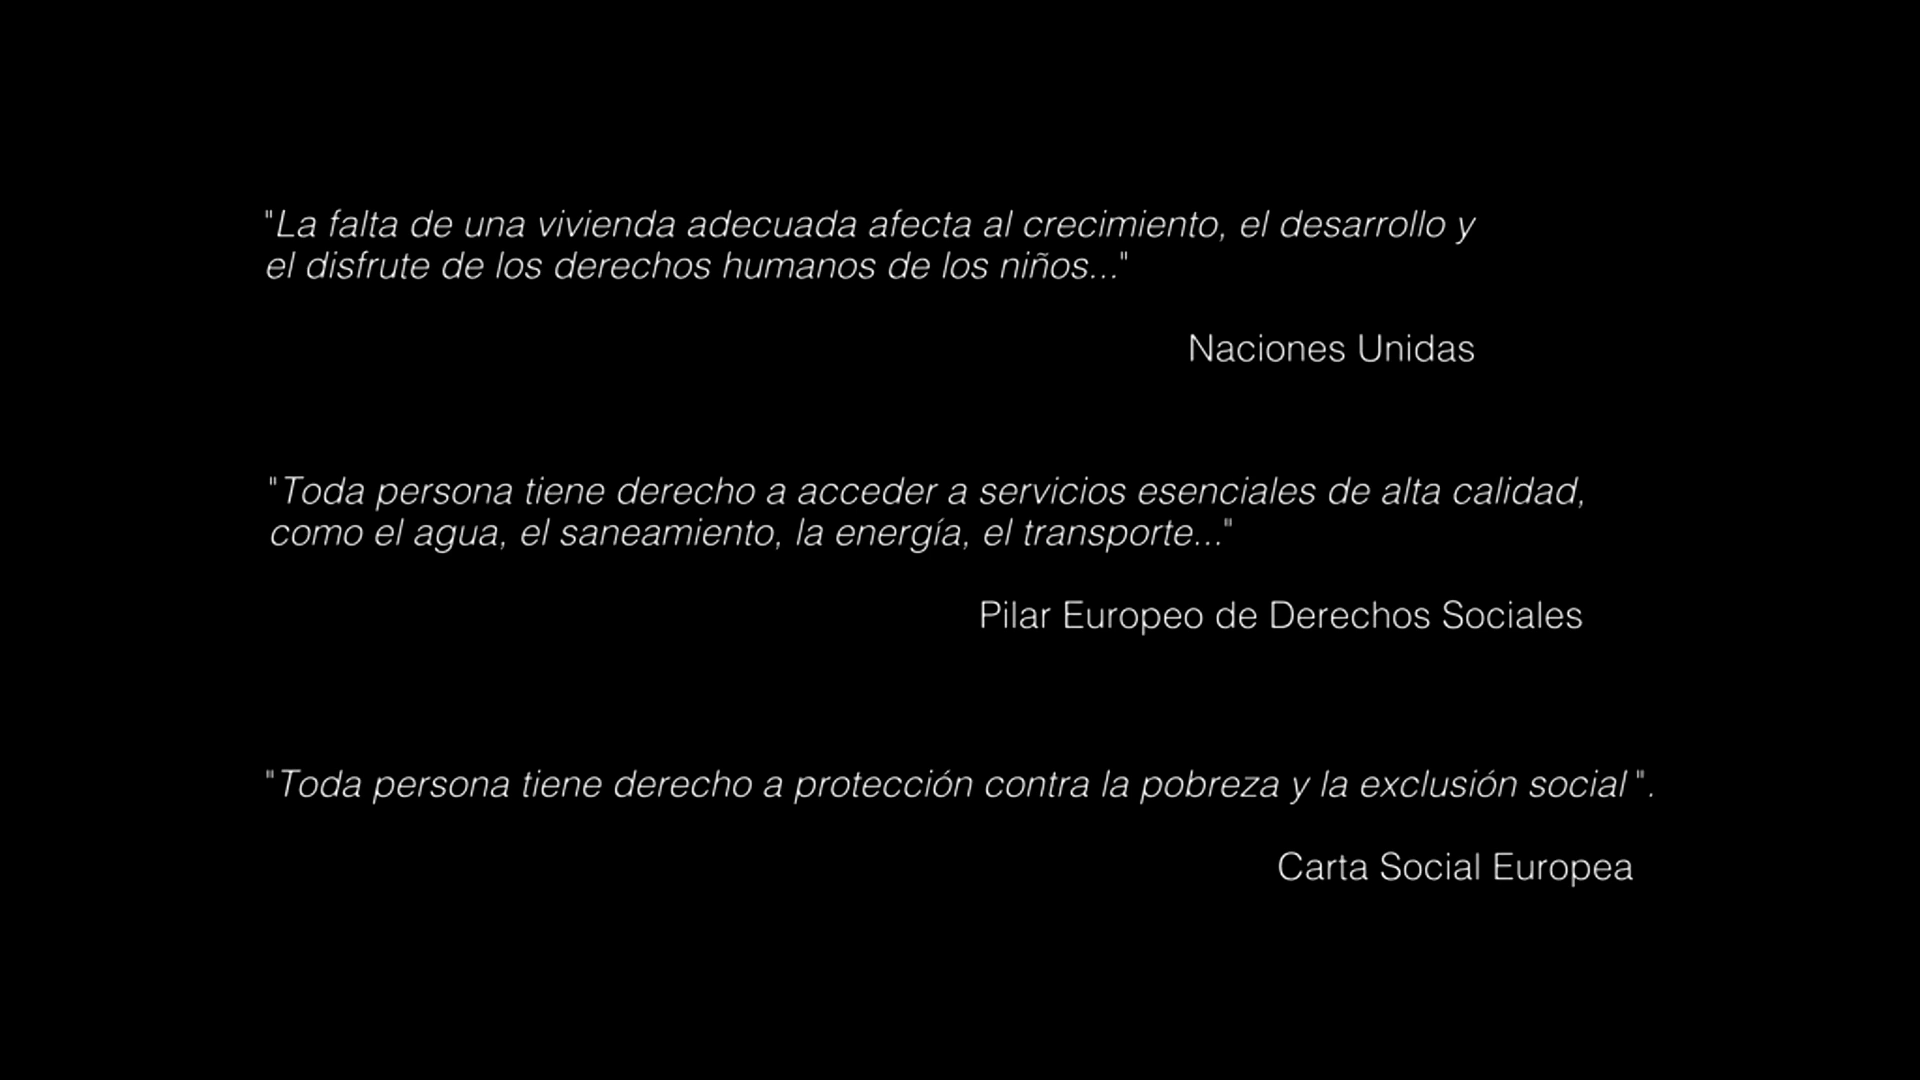 "La falta de una vivienda adecuada afecta al crecimiento, el desarrollo y
el disfrute de los derechos humanos de los niños..."
Naciones Unidas
"Toda persona tiene derecho a acceder a servicios esenciales de alta calidad,
como el agua, el saneamiento, la energía, el transporte..."
Pilar Europeo de Derechos Sociales
"Toda persona tiene derecho a protección contra la pobreza y la exclusión social".
Carta Social Europea